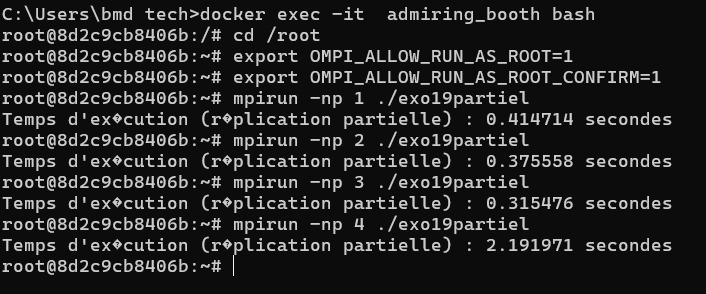 C:\Users\bmd tech>docker exec -it  admiring_booth bash
root@8d2c9cb8406b:/# cd /root
root@8d2c9cb8406b:~# export OMPI_ALLOW_RUN_AS_ROOT=1
root@8d2c9cb8406b:~# export OMPI_ALLOW_RUN_AS_ROOT_CONFIRM=1
root@8d2c9cb8406b:~# mpirun -np 1 ./exo19partiel
Temps d'ex�cution (r�plication partielle) : 0.414714 secondes
root@8d2c9cb8406b:~# mpirun -np 2 ./exo19partiel
Temps d'ex�cution (r�plication partielle) : 0.375558 secondes
root@8d2c9cb8406b:~# mpirun -np 3 ./exo19partiel
Temps d'ex�cution (r�plication partielle) : 0.315476 secondes
root@8d2c9cb8406b:~# mpirun -np 4 ./exo19partiel
Temps d'ex�cution (r�plication partielle) : 2.191971 secondes
root@8d2c9cb8406b:~#